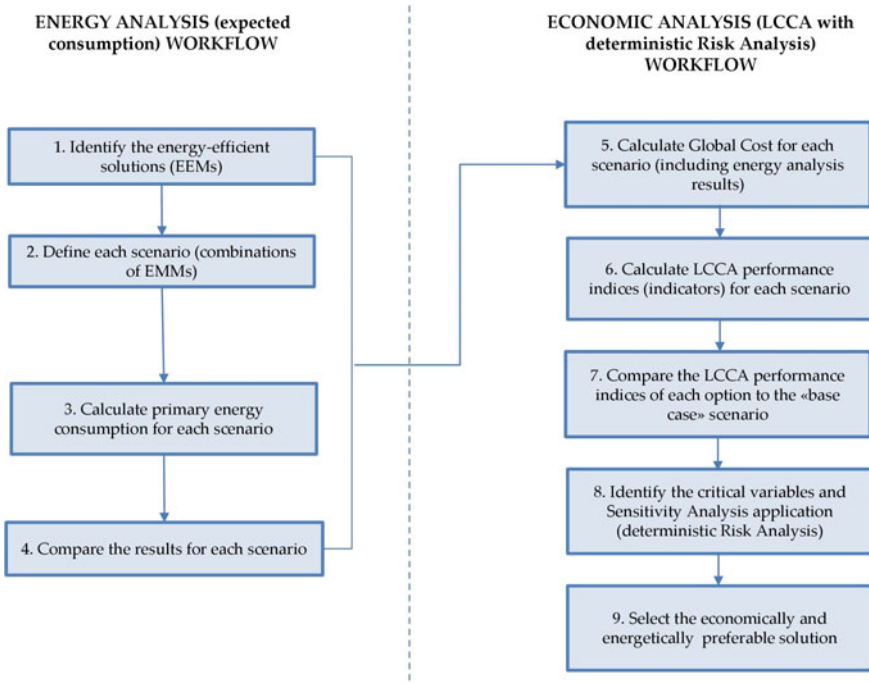 ENERGY ANALYSIS (expected
consumption) WORKFLOW
1. Identify the energy-efficient
solutions (EEMs)
2. Define each scenario (combinations
of EMMs)
3. Calculate primary energy
consumption for each scenario
4. Compare the results for each scenario
ECONOMIC ANALYSIS (LCCA with
deterministic Risk Analysis)
WORKFLOW
5. Calculate Global Cost for each
scenario (including energy analysis
results)
6. Calculate LCCA performance
indices (indicators) for each scenario
7. Compare the LCCA performance
indices of each option to the «base
case» scenario
8. Identify the critical variables and
Sensitivity Analysis application
(deterministic Risk Analysis)
9. Select the economically and
energetically preferable solution